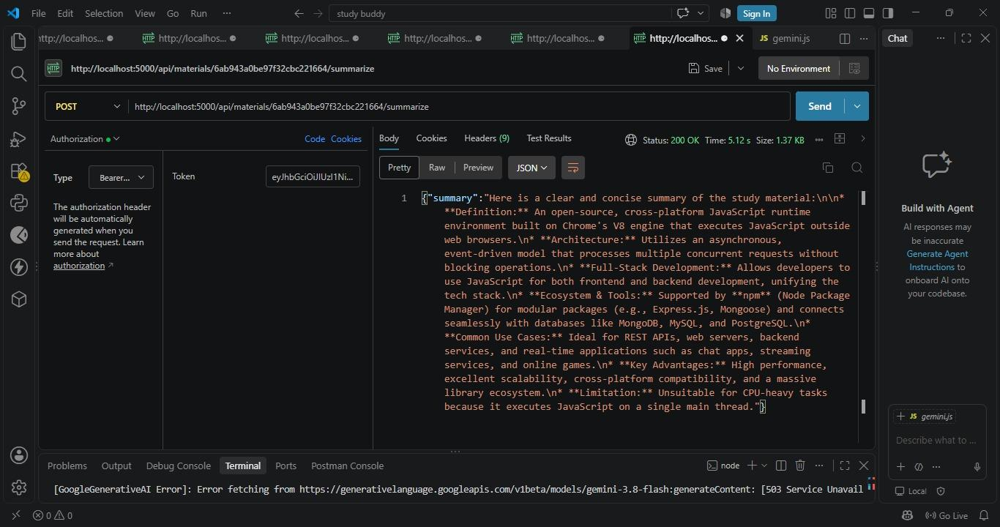 File Edit Selection View Go Run ··· study buddy Sign In
http://localhos... http://localhos... http://localhos... http://localhos... http://localhos... http://localhos... JS gemini.js Chat
HTTP http://localhost:5000/api/materials/6ab943a0be97f32cbc221664/summarize Save No Environment
POST http://localhost:5000/api/materials/6ab943a0be97f32cbc221664/summarize Send
Authorization Code Cookies Body Cookies Headers (9) Test Results Status: 200 OK Time: 5.12 s Size: 1.37 KB
Type Bearer... Token eyJhbGciOiJIUzI1Ni... Pretty Raw Preview JSON
The authorization header
will be automatically
generated when you
send the request. Learn
more about
authorization
1 {"summary":"Here is a clear and concise summary of the study material:\n\n*
**Definition:** An open-source, cross-platform JavaScript runtime
environment built on Chrome's V8 engine that executes JavaScript outside
web browsers.\n* **Architecture:** Utilizes an asynchronous,
event-driven model that processes multiple concurrent requests without
blocking operations.\n* **Full-Stack Development:** Allows developers to
use JavaScript for both frontend and backend development, unifying the
tech stack.\n* **Ecosystem & Tools:** Supported by **npm** (Node Package
Manager) for modular packages (e.g., Express.js, Mongoose) and connects
seamlessly with databases like MongoDB, MySQL, and PostgreSQL.\n*
**Common Use Cases:** Ideal for REST APIs, web servers, backend
services, and real-time applications such as chat apps, streaming
services, and online games.\n* **Key Advantages:** High performance,
excellent scalability, cross-platform compatibility, and a massive
library ecosystem.\n* **Limitation:** Unsuitable for CPU-heavy tasks
because it executes JavaScript on a single main thread."}
Build with Agent
AI responses may
be inaccurate
Generate Agent
Instructions to
onboard AI onto
your codebase.
JS gemini.js
Describe what to ...
Local
Problems Output Debug Console Terminal Ports Postman Console node
[GoogleGenerativeAI Error]: Error fetching from https://generativelanguage.googleapis.com/v1beta/models/gemini-3.8-flash:generateContent: [503 Service Unavail
0 0 Go Live